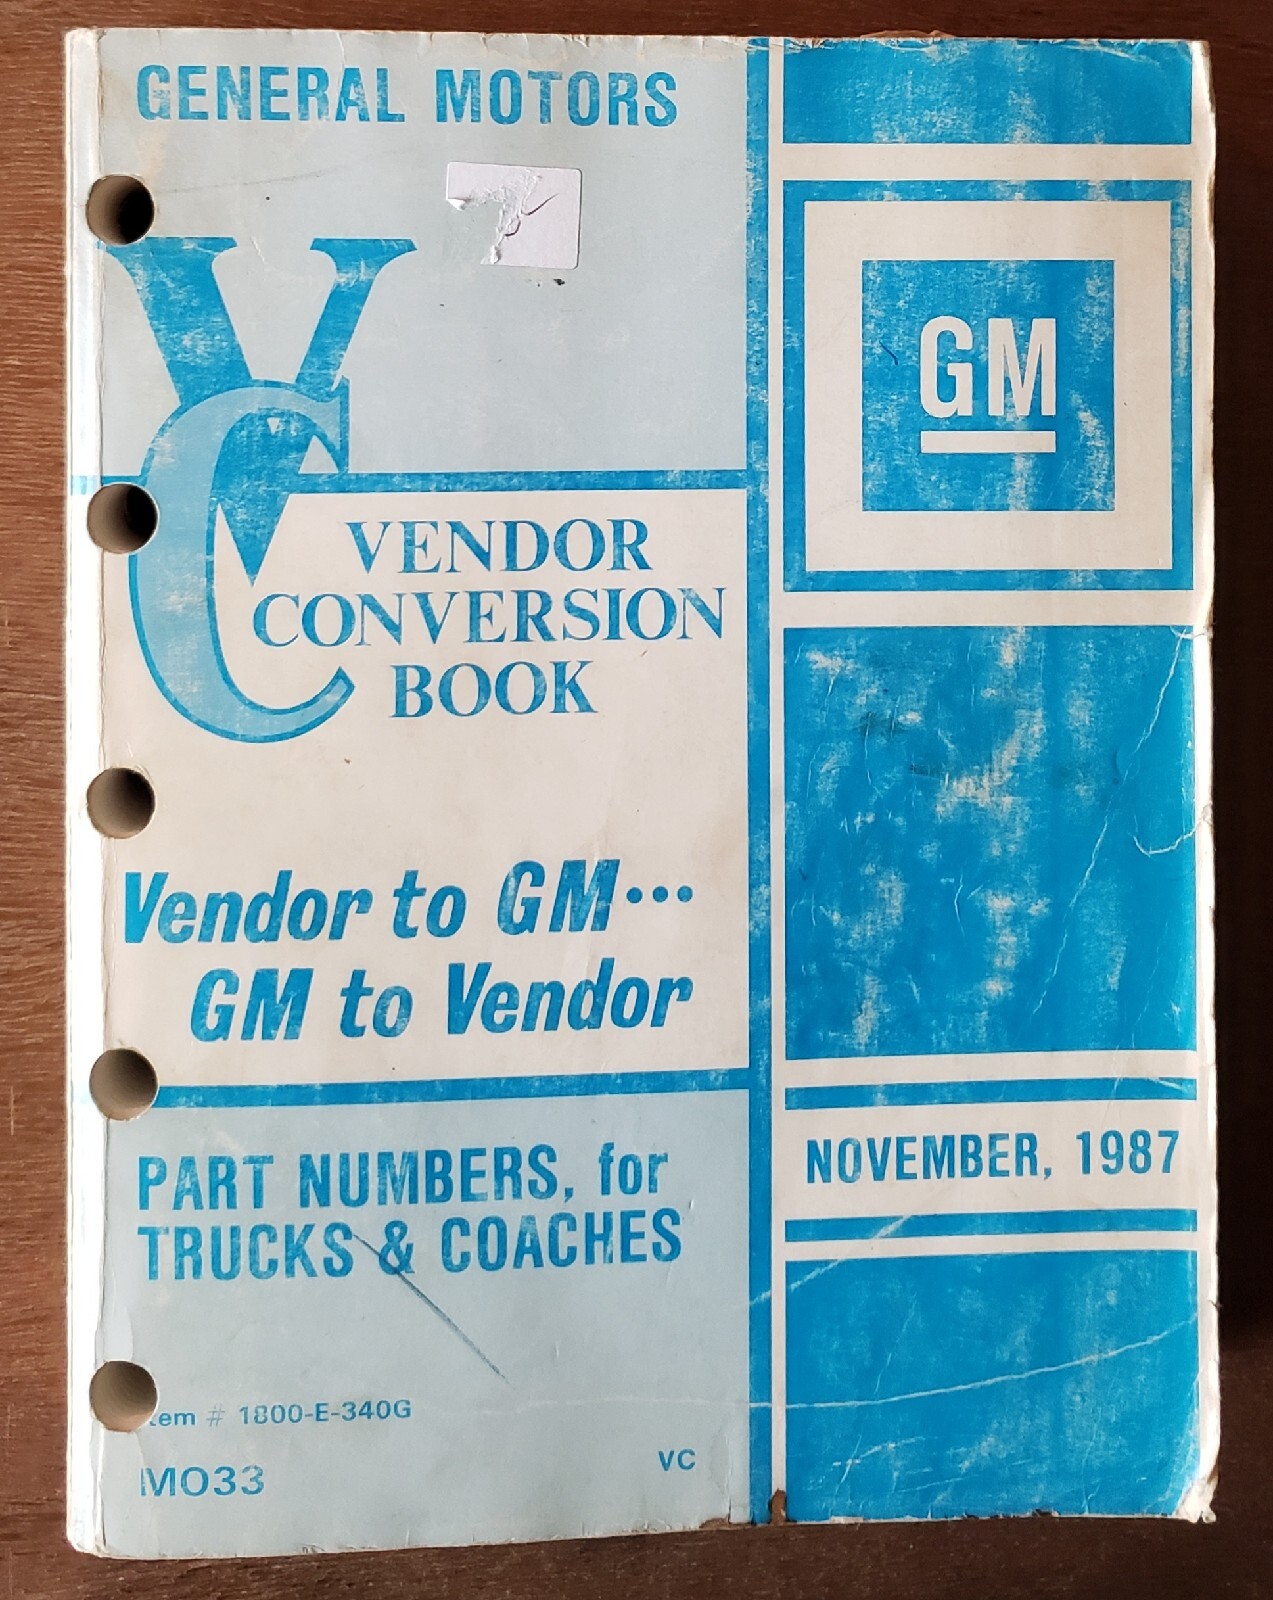 GENERAL MOTORS
VC
GM
VENDOR
CONVERSION
BOOK
Vendor to GM...
GM to Vendor
PART NUMBERS, for
TRUCKS & COACHES
NOVEMBER, 1987
tem # 1800-E-340G
VC
MO33